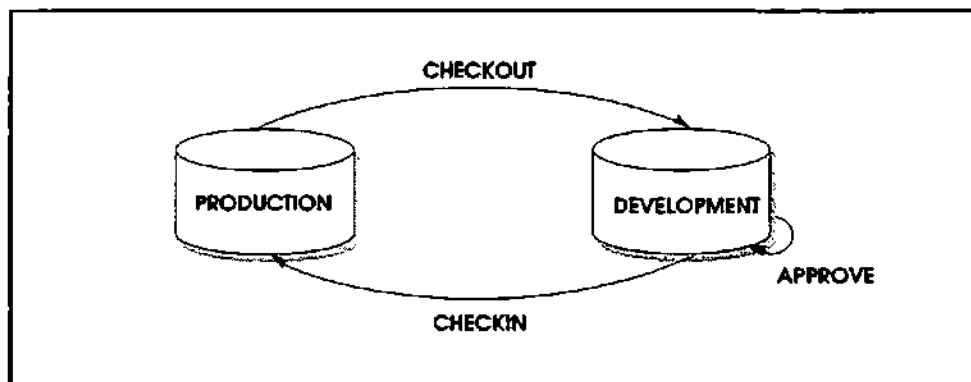 CHECKOUT
PRODUCTION
DEVELOPMENT
APPROVE
CHECKIN